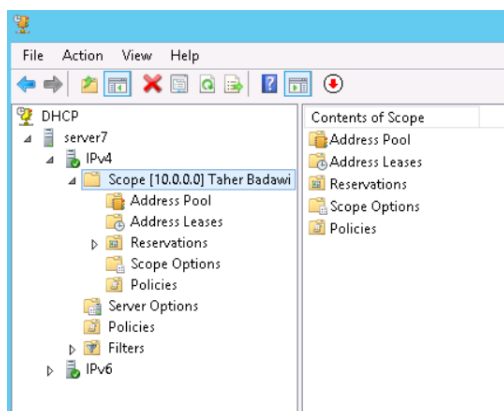 File Action View Help
DHCP
server7
IPv4
Scope [10.0.0.0] Taher Badawi
Address Pool
Address Leases
Reservations
Scope Options
Policies
Server Options
Policies
Filters
IPv6
Contents of Scope
Address Pool
Address Leases
Reservations
Scope Options
Policies